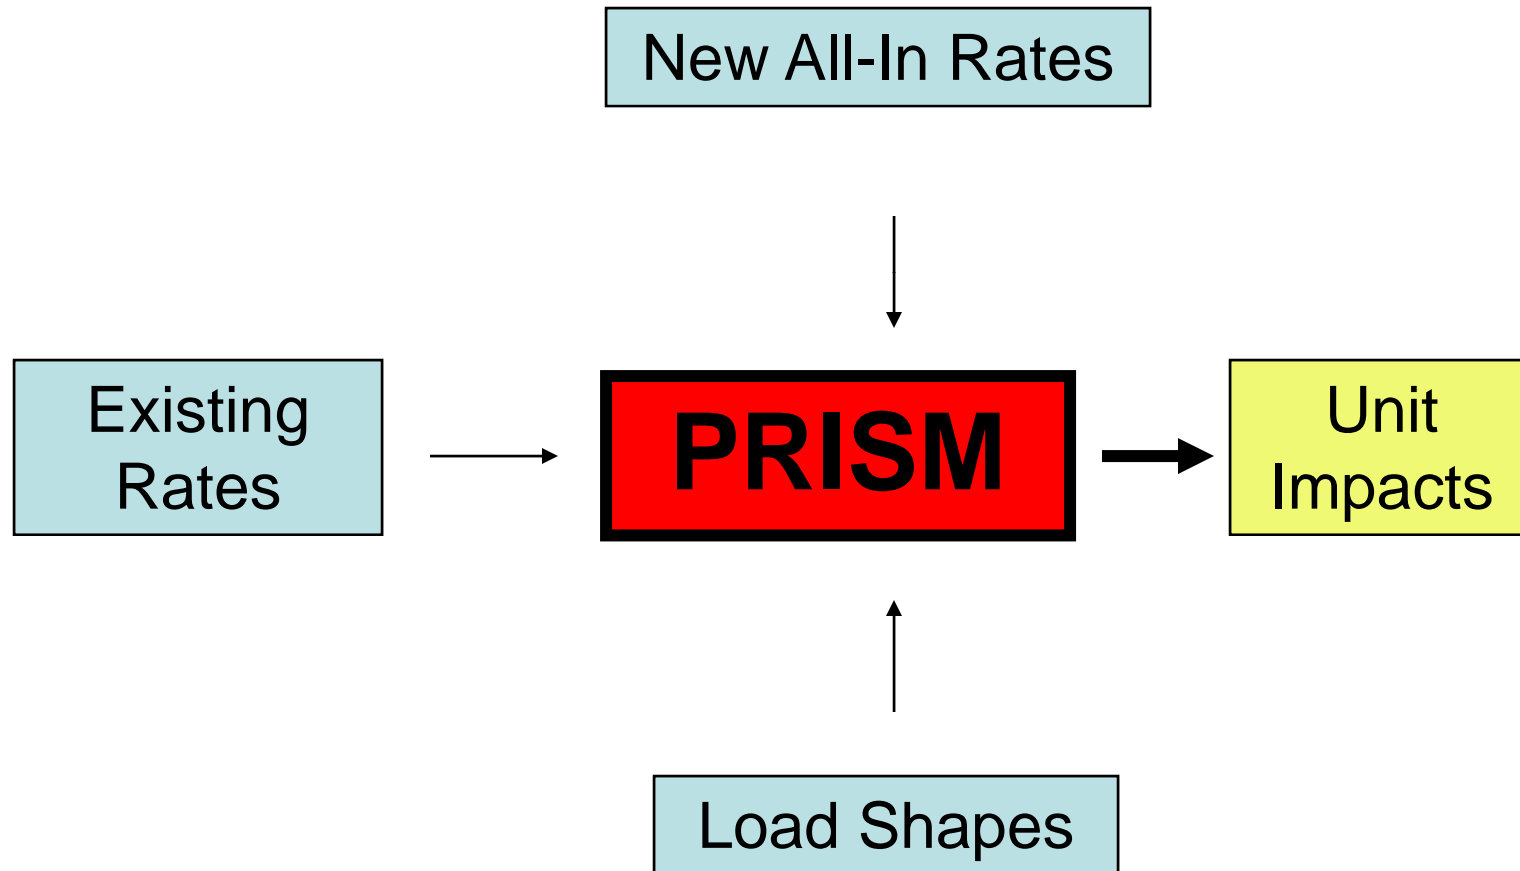 New All-In Rates
Existing
Rates
PRISM
Unit
Impacts
Load Shapes